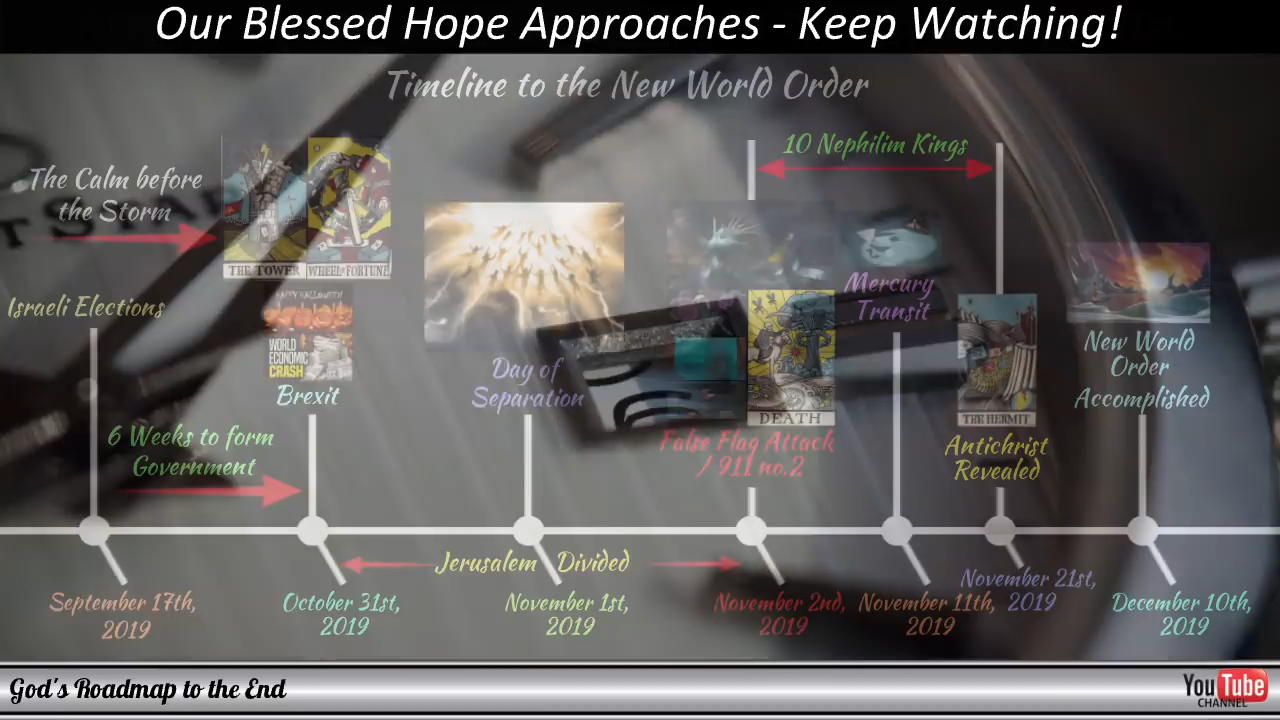 Our Blessed Hope Approaches - Keep Watching!
Timeline to the New World Order
10 Nephilim Kings
The Calm before
the Storm
THE TOWER
WHEEL of FORTUNE
Israeli Elections
HAPPY HALLOWEEN
WORLD
ECONOMIC
CRASH
Brexit
Day of
Separation
Mercury
Transit
DEATH
THE HERMIT
New World
Order
Accomplished
6 Weeks to form
Government
False Flag Attack
/ 911 no.2
Antichrist
Revealed
Jerusalem Divided
September 17th,
2019
October 31st,
2019
November 1st,
2019
November 2nd,
2019
November 11th,
2019
November 21st,
2019
December 10th,
2019
God's Roadmap to the End
YouTube
CHANNEL